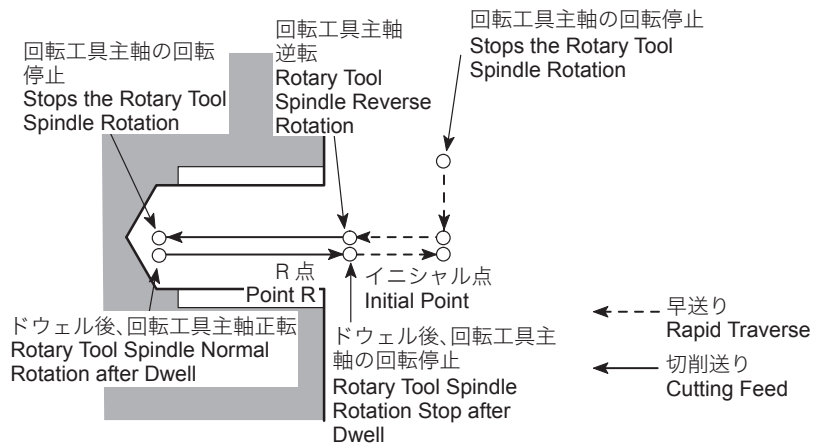 回転工具主軸の回転
停止
Stops the Rotary Tool
Spindle Rotation
回転工具主軸
逆転
Rotary Tool
Spindle Reverse
Rotation
回転工具主軸の回転停止
Stops the Rotary Tool
Spindle Rotation
R 点
Point R
イニシャル点
Initial Point
ドウェル後、回転工具主軸正転
Rotary Tool Spindle Normal
Rotation after Dwell
ドウェル後、回転工具主
軸の回転停止
Rotary Tool Spindle
Rotation Stop after
Dwell
早送り
Rapid Traverse
切削送り
Cutting Feed